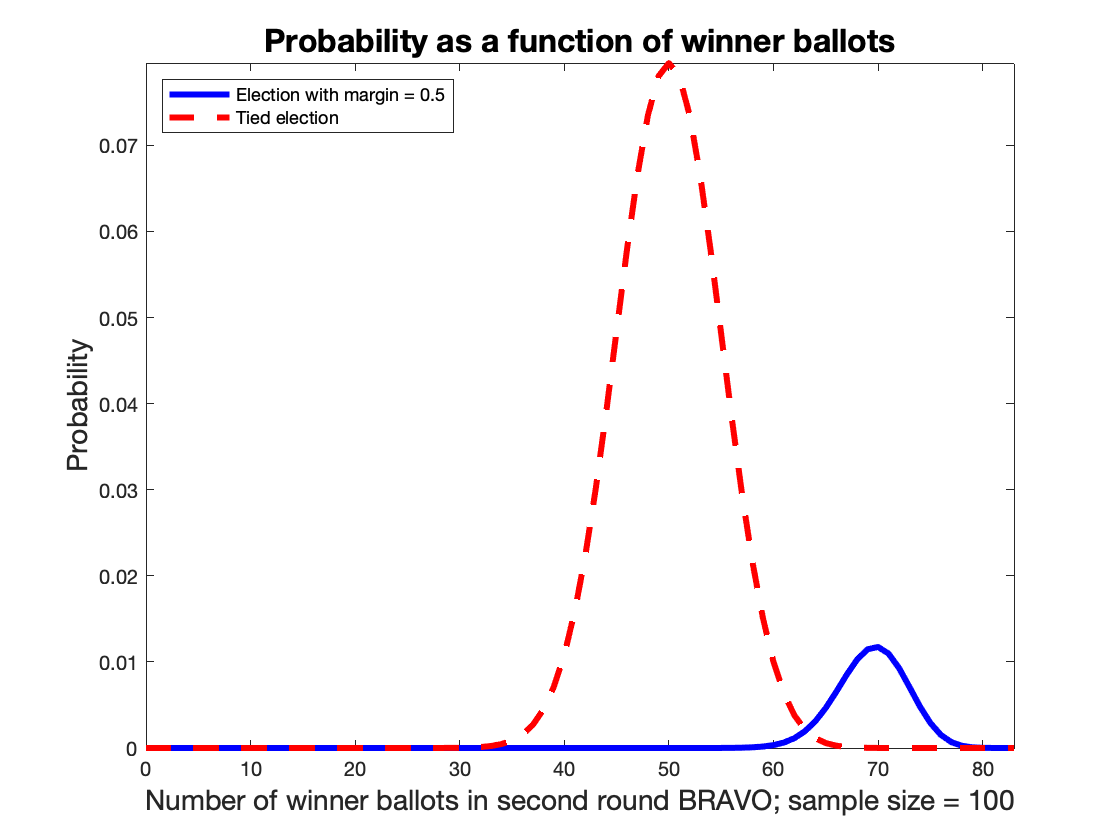 Probability as a function of winner ballots
Election with margin = 0.5
Tied election
Probability
0.07
0.06
0.05
0.04
0.03
0.02
0.01
0
0 10 20 30 40 50 60 70 80
Number of winner ballots in second round BRAVO; sample size = 100